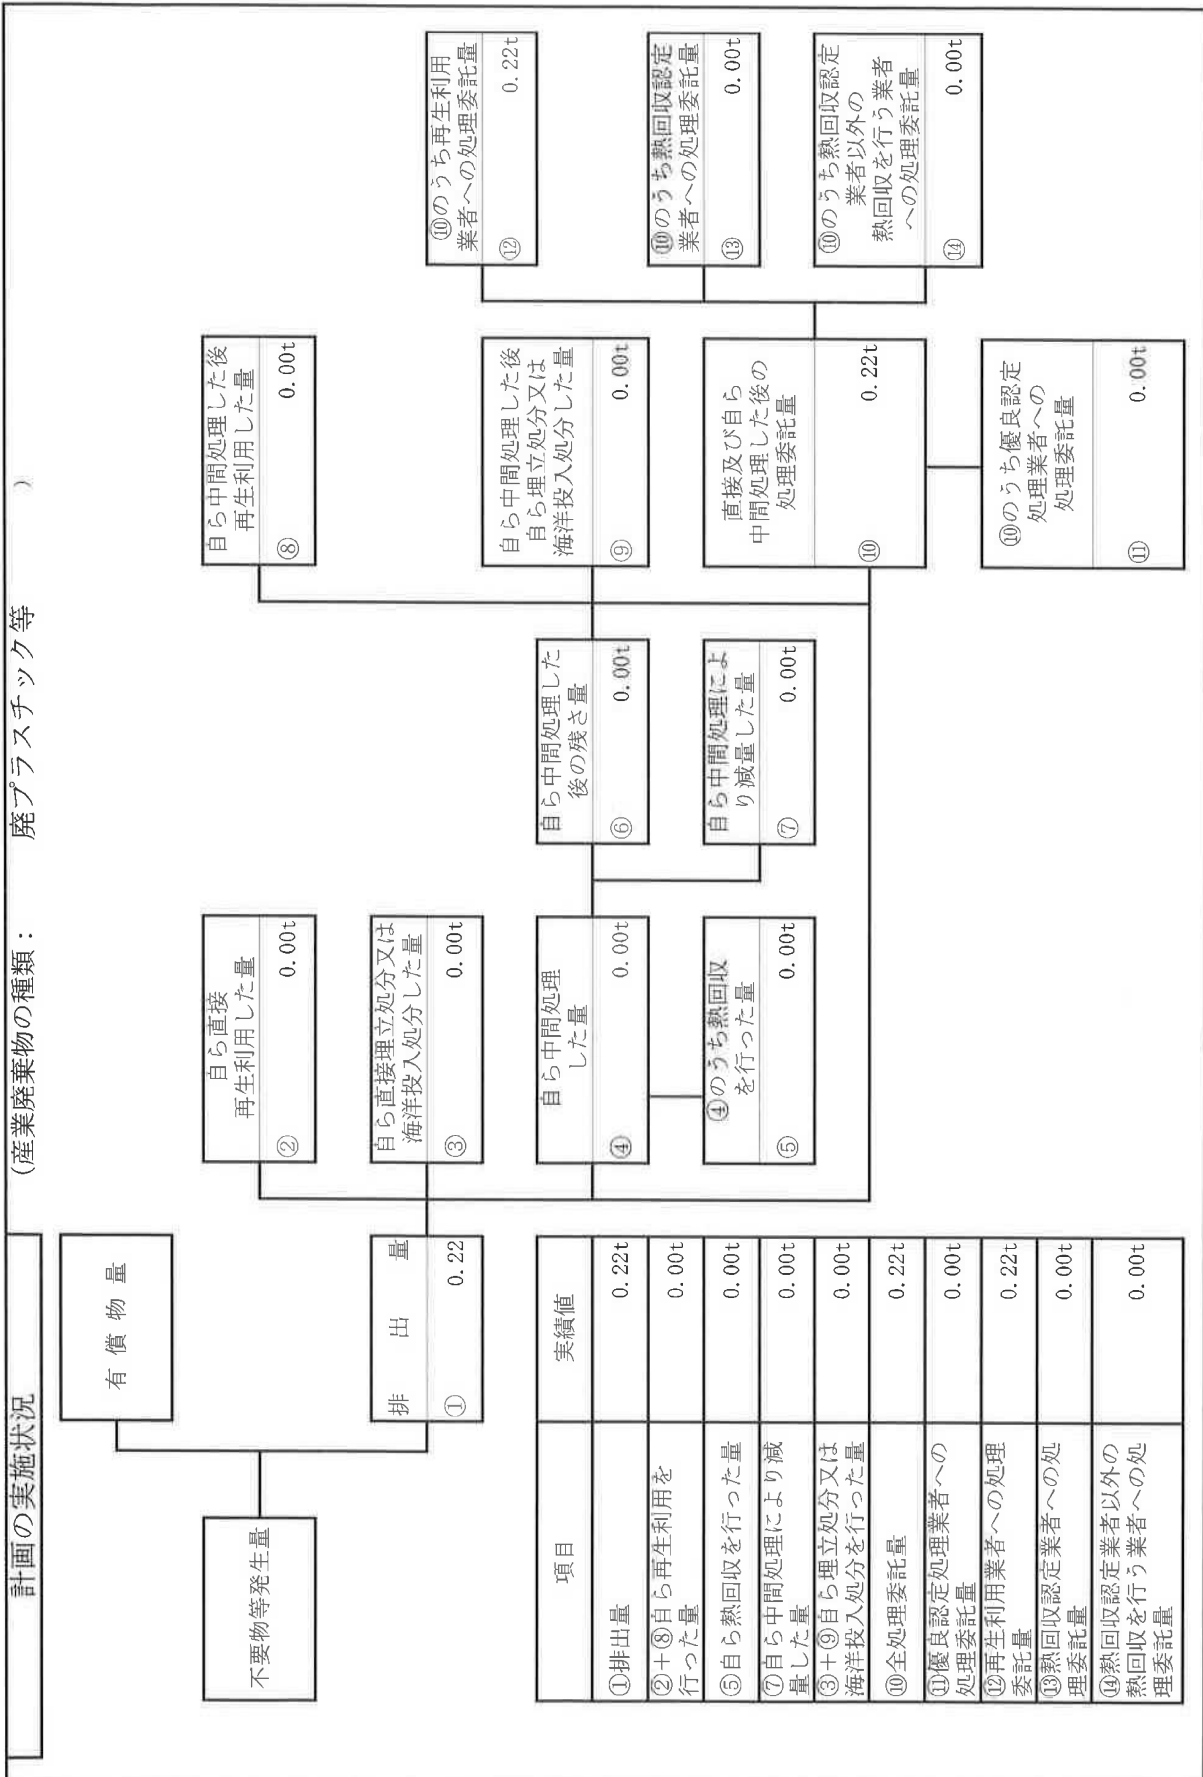 計画の実施状況
(産業廃棄物の種類： 廃プラスチック等 )
不要物等発生量
有 償 物 量
排 出 量
① 0.22
自ら直接
再生利用した量
② 0.00t
自ら直接埋立処分又は
海洋投入処分した量
③ 0.00t
自ら中間処理
した量
④ 0.00t
④のうち熱回収
を行った量
⑤ 0.00t
自ら中間処理した
後の残さ量
⑥ 0.00t
自ら中間処理によ
り減量した量
⑦ 0.00t
自ら中間処理した後
再生利用した量
⑧ 0.00t
自ら中間処理した後
自ら埋立処分又は
海洋投入処分した量
⑨ 0.00t
直接及び自ら
中間処理した後の
処理委託量
⑩ 0.22t
⑩のうち優良認定
処理業者への
処理委託量
⑪ 0.00t
⑩のうち再生利用
業者への処理委託量
⑫ 0.22t
⑩のうち熱回収認定
業者への処理委託量
⑬ 0.00t
⑩のうち熱回収認定
業者以外の
熱回収を行う業者
への処理委託量
⑭ 0.00t
項目 実績値
①排出量 0.22t
②＋⑧自ら再生利用を
行った量 0.00t
⑤自ら熱回収を行った量 0.00t
⑦自ら中間処理により減
量した量 0.00t
③＋⑨自ら埋立処分又は
海洋投入処分を行った量 0.00t
⑩全処理委託量 0.22t
⑪優良認定処理業者への
処理委託量 0.00t
⑫再生利用業者への処理
委託量 0.22t
⑬熱回収認定業者への処
理委託量 0.00t
⑭熱回収認定業者以外の
熱回収を行う業者への処
理委託量 0.00t